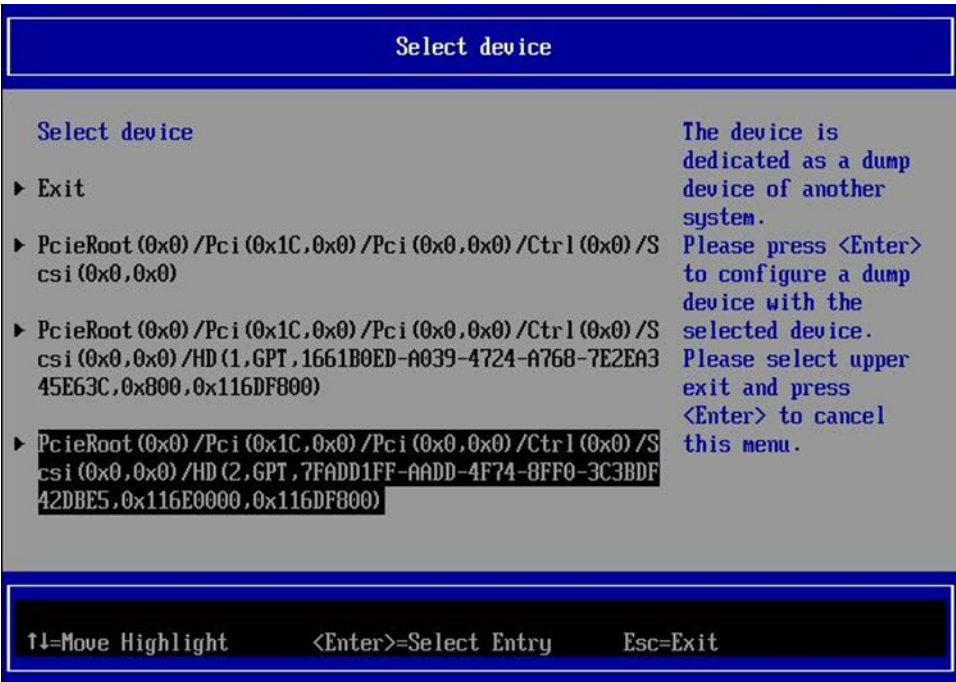 Select device
Select device
Exit
PcieRoot(0x0)/Pci(0x1C,0x0)/Pci(0x0,0x0)/Ctrl(0x0)/S
csi(0x0,0x0)
PcieRoot(0x0)/Pci(0x1C,0x0)/Pci(0x0,0x0)/Ctrl(0x0)/S
csi(0x0,0x0)/HD(1,GPT,1661B0ED-A039-4724-A768-7E2EA3
45E63C,0x800,0x116DF800)
PcieRoot(0x0)/Pci(0x1C,0x0)/Pci(0x0,0x0)/Ctrl(0x0)/S
csi(0x0,0x0)/HD(2,GPT,7FADD1FF-AADD-4F74-8FF0-3C3BDF
42DBE5,0x116E0000,0x116DF800)
The device is
dedicated as a dump
device of another
system.
Please press <Enter>
to configure a dump
device with the
selected device.
Please select upper
exit and press
<Enter> to cancel
this menu.
↑↓=Move Highlight <Enter>=Select Entry Esc=Exit